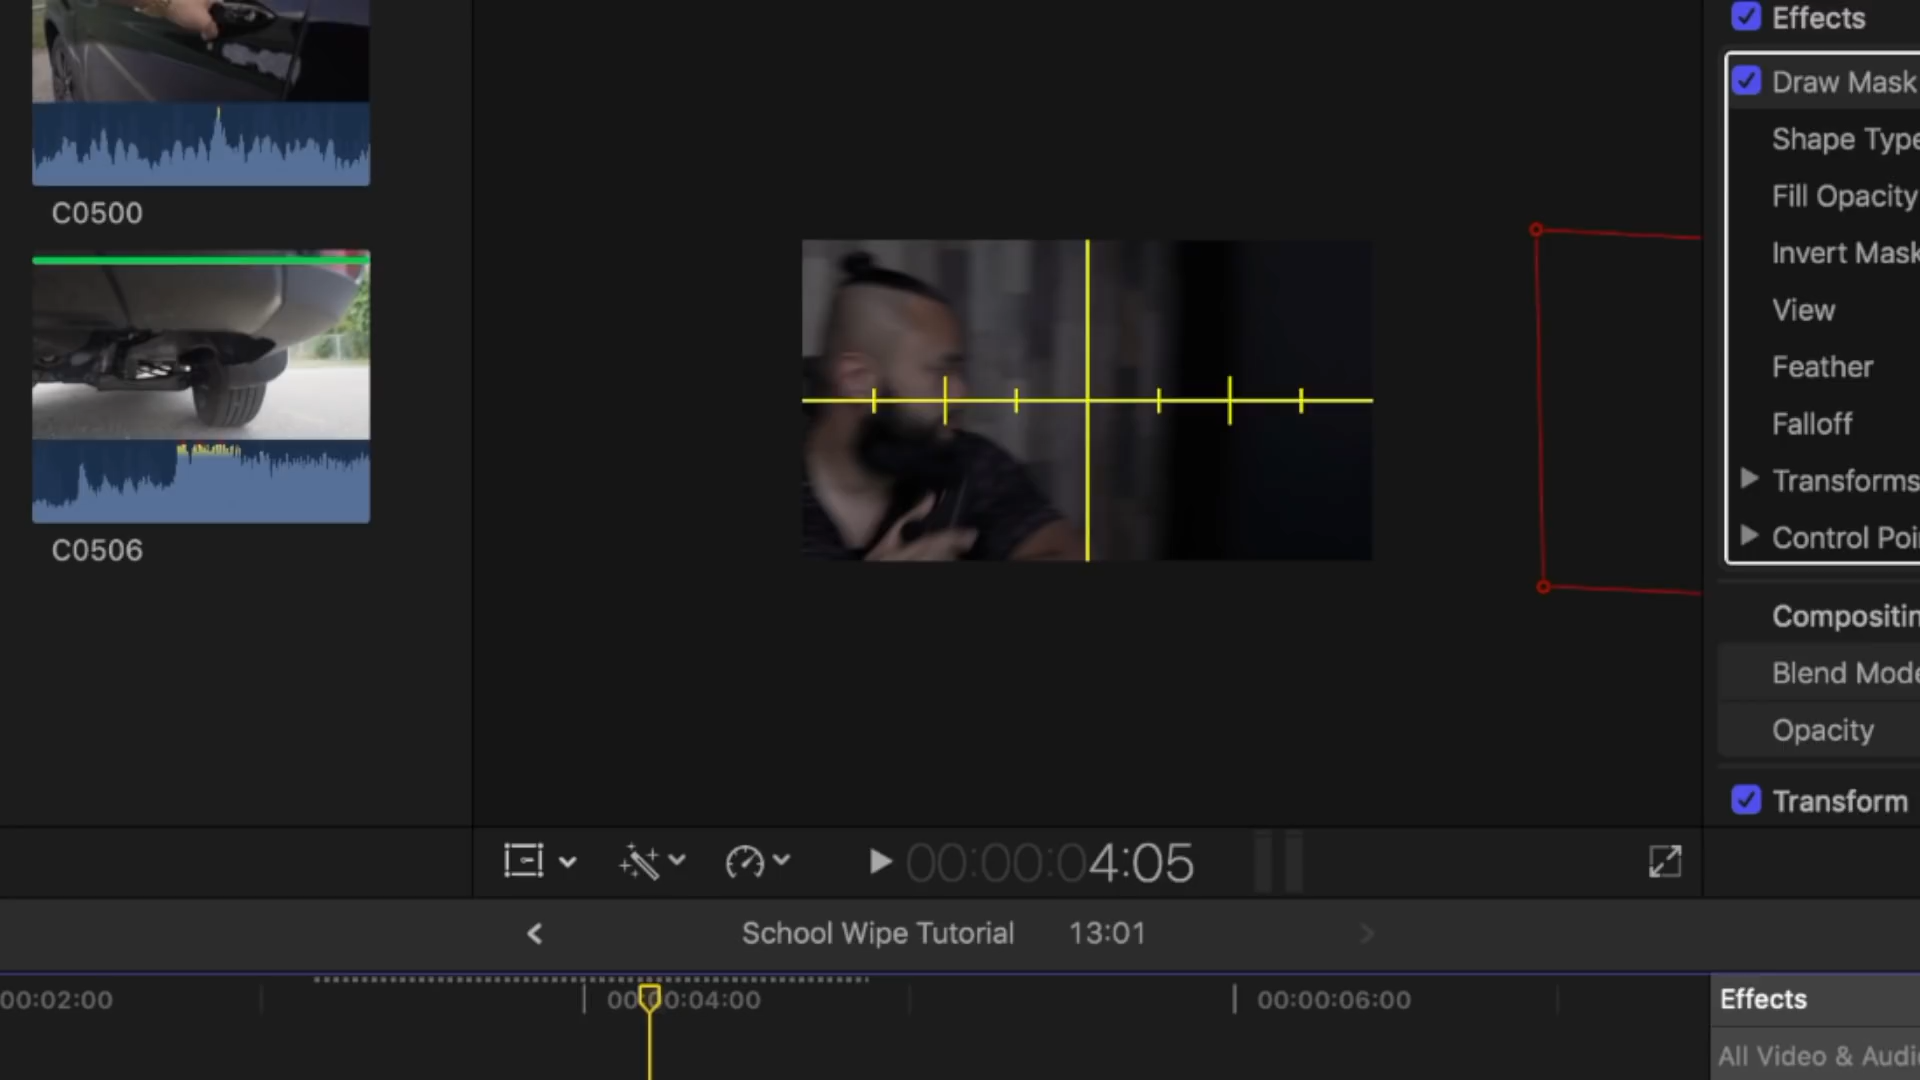 Effects
Draw Mask
Shape Type
Fill Opacity
Invert Mask
View
Feather
Falloff
Transforms
Control Poi
Compositin
Blend Mode
Opacity
Transform
C0500
C0506
00:00:04:05
School Wipe Tutorial 13:01
00:02:00
00:00:04:00
00:00:06:00
Effects
All Video & Audi